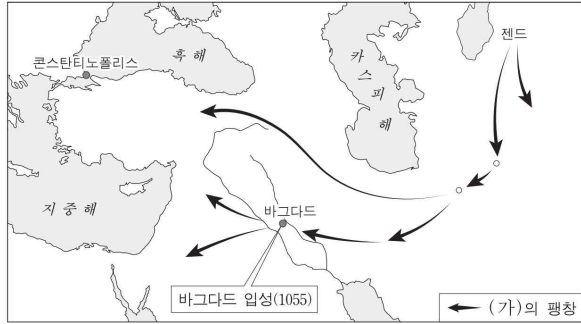 젠드
흑해
콘스탄티노폴리스
카스피해
지중해
바그다드
바그다드 입성(1055)
(가)의 팽창